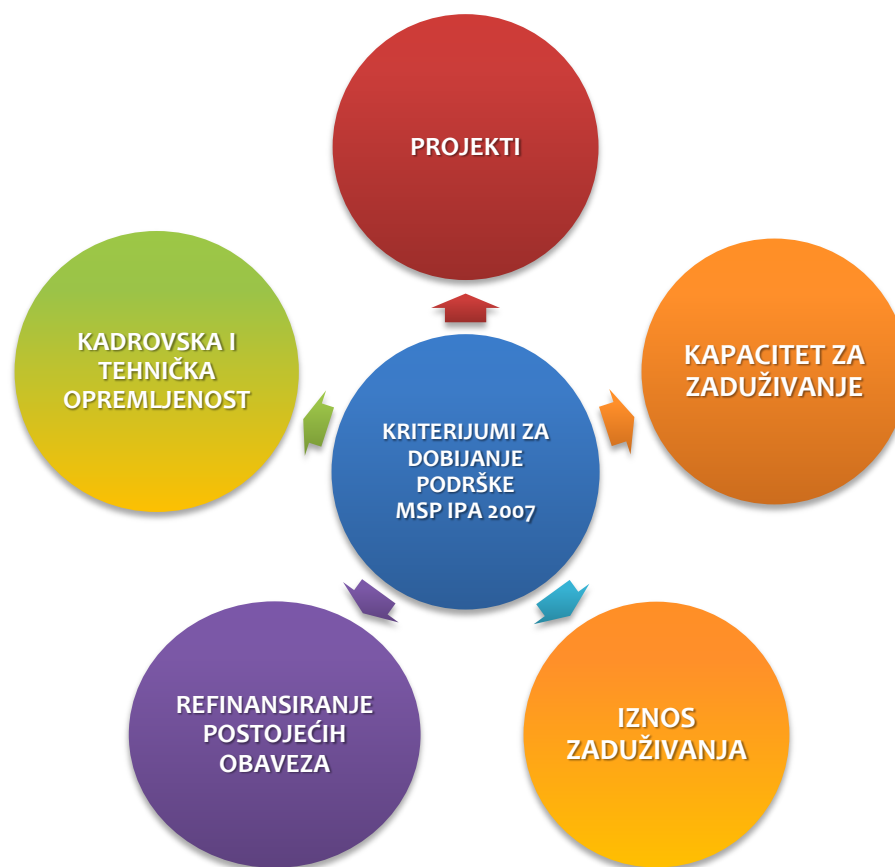 PROJEKTI
KAPACITET ZA
ZADUŽIVANJE
IZNOS
ZADUŽIVANJA
REFINANSIRANJE
POSTOJEĆIH
OBAVEZA
KADROVSKA I
TEHNIČKA
OPREMLJENOST
KRITERIJUMI ZA
DOBIJANJE
PODRŠKE
MSP IPA 2007